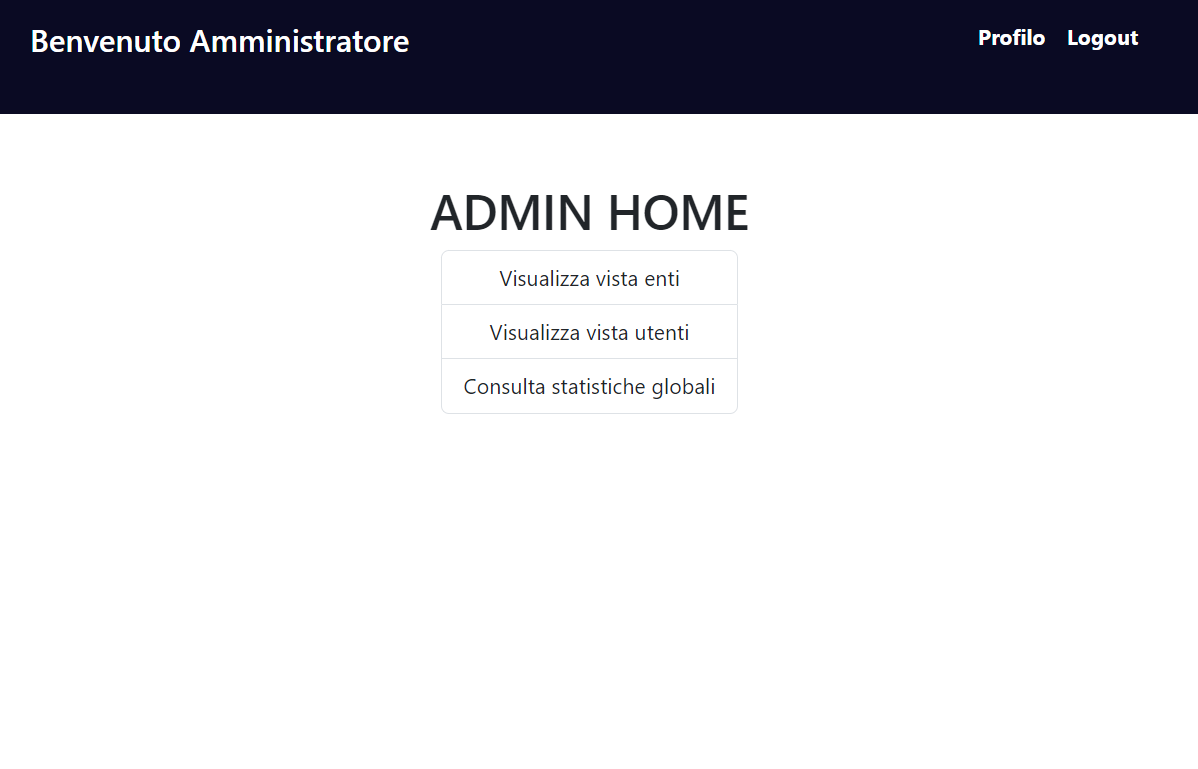 Benvenuto Amministratore
Profilo Logout
ADMIN HOME
Visualizza vista enti
Visualizza vista utenti
Consulta statistiche globali